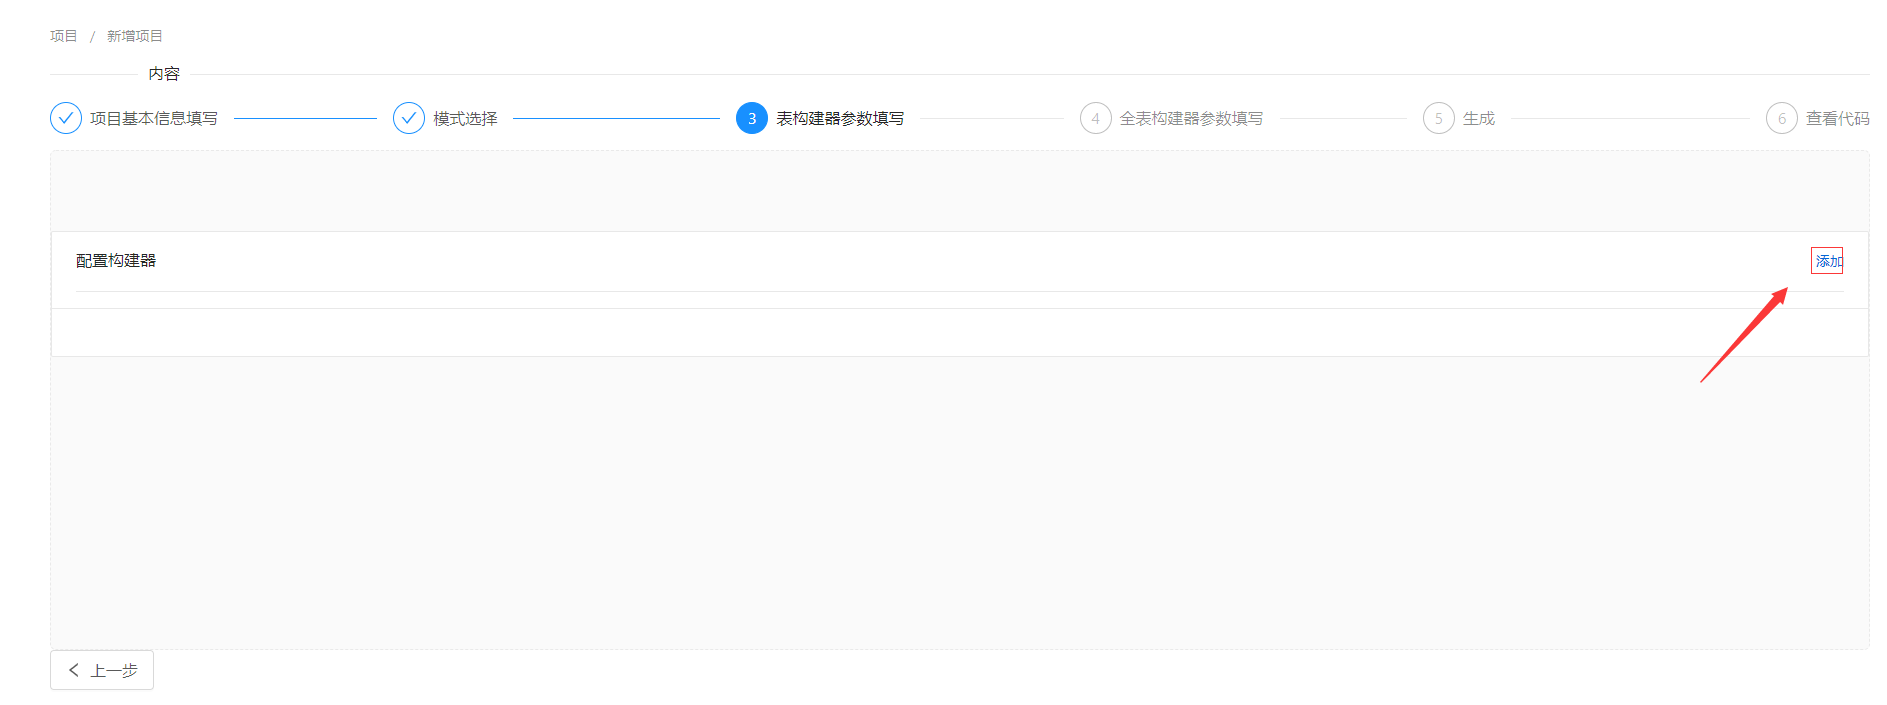 项目 / 新增项目
内容
项目基本信息填写 模式选择 3 表构建器参数填写 4 全表构建器参数填写 5 生成 6 查看代码
配置构建器 添加
上一步